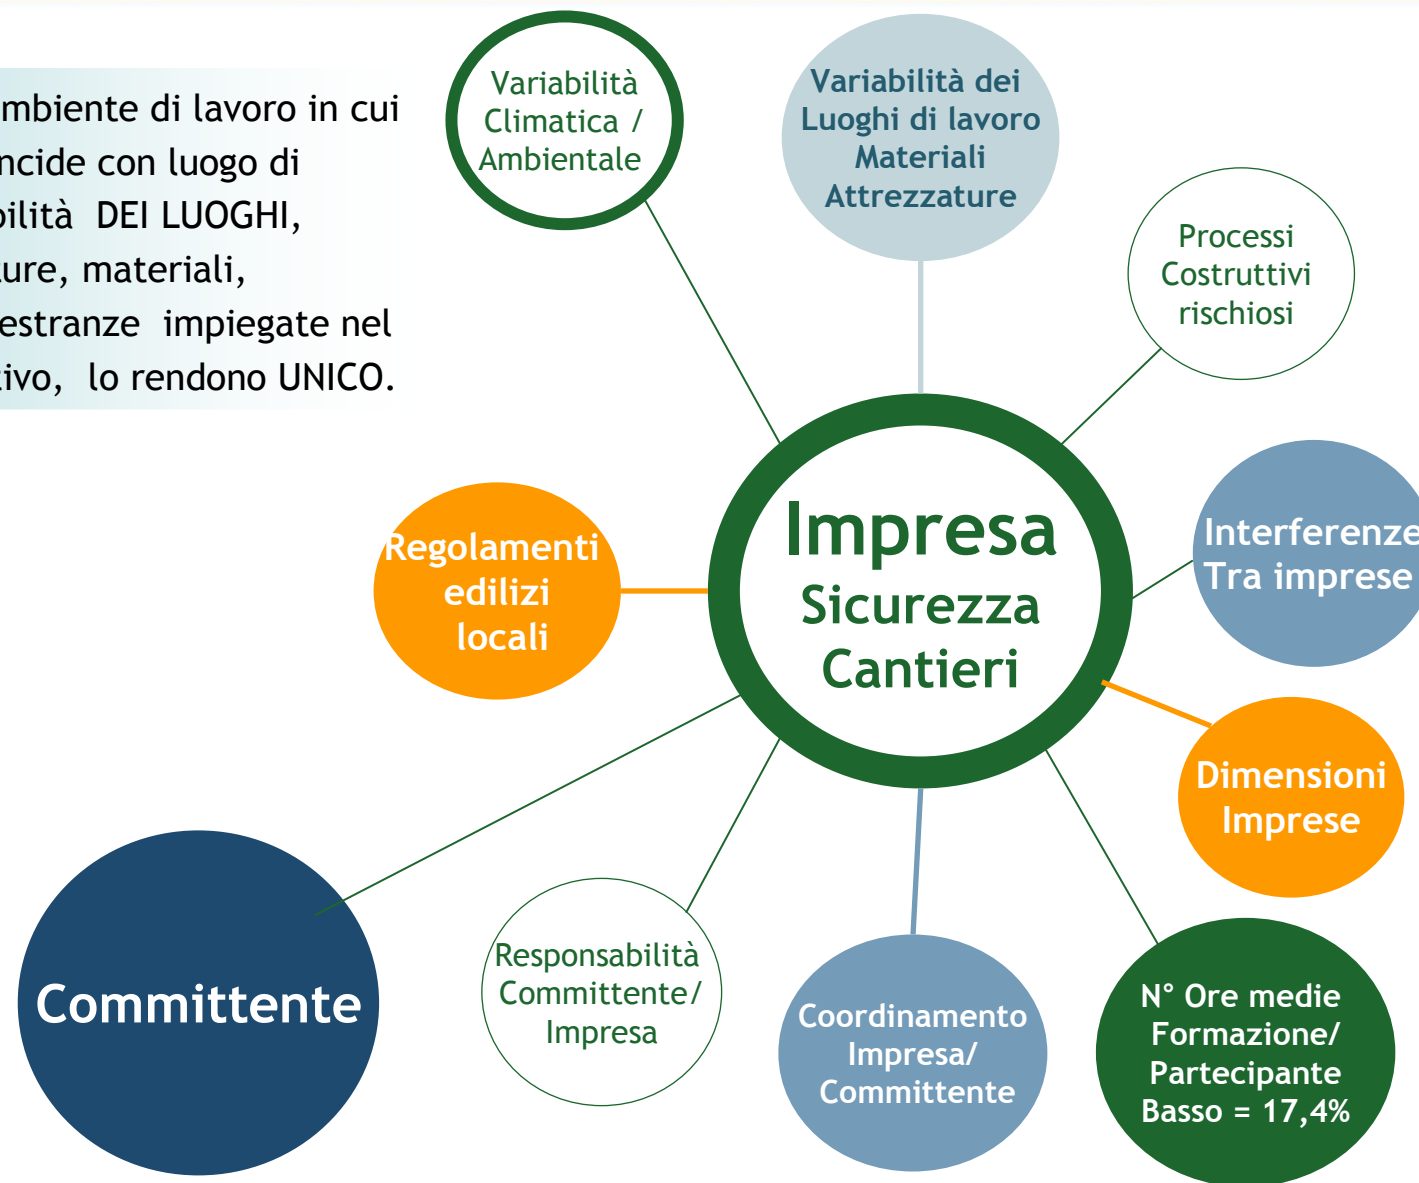 mbiente di lavoro in cui
ncide con luogo di
bilità DEI LUOGHI,
ure, materiali,
estranze impiegate nel
tivo, lo rendono UNICO.
Variabilità
Climatica /
Ambientale
Variabilità dei
Luoghi di lavoro
Materiali
Attrezzature
Processi
Costruttivi
rischiosi
Regolamenti
edilizi
locali
Impresa
Sicurezza
Cantieri
Interferenze
Tra imprese
Dimensioni
Imprese
Committente
Responsabilità
Committente/
Impresa
Coordinamento
Impresa/
Committente
N° Ore medie
Formazione/
Partecipante
Basso = 17,4%